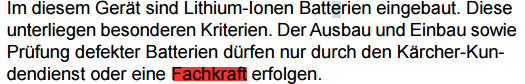 Im diesem Gerät sind Lithium-Ionen Batterien eingebaut. Diese
unterliegen besonderen Kriterien. Der Ausbau und Einbau sowie
Prüfung defekter Batterien dürfen nur durch den Kärcher-Kun-
dendienst oder eine Fachkraft erfolgen.